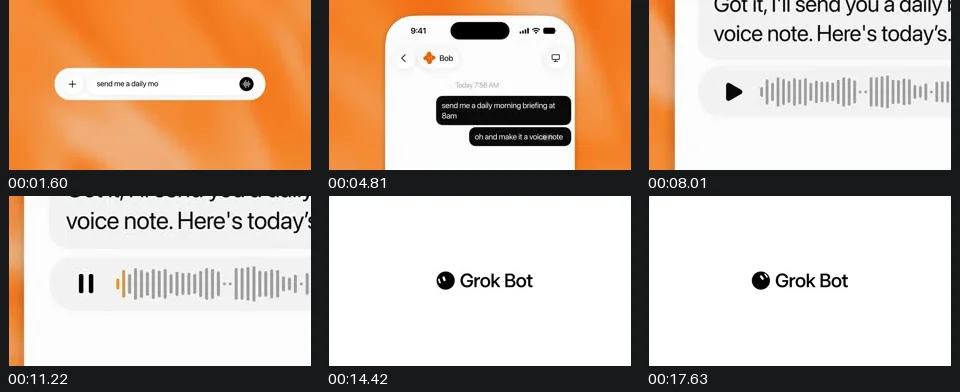 send me a daily mo
00:01.60
9:41
Bob
Today 7:58 AM
send me a daily morning briefing at
8am
oh and make it a voice note
00:04.81
Got it, I'll send you a daily
voice note. Here's today's.
00:08.01
voice note. Here's today's
00:11.22
Grok Bot
00:14.42
Grok Bot
00:17.63